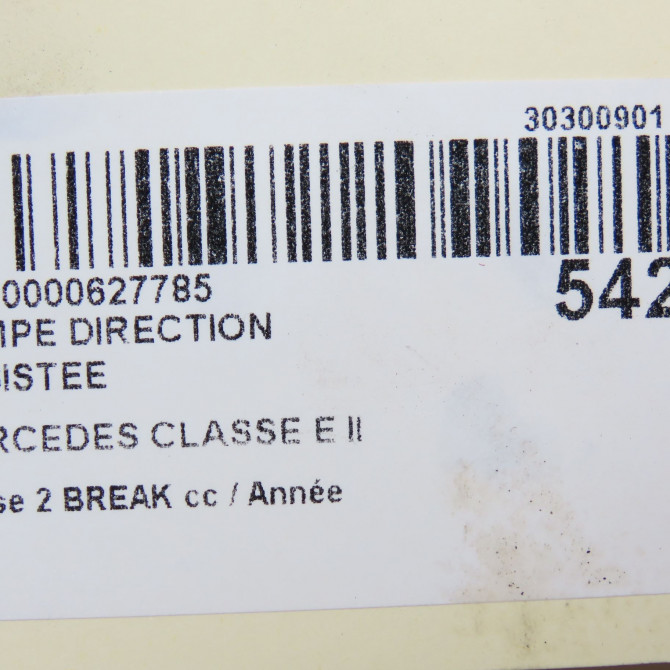 30300901
0000627785
542
MPE DIRECTION
ISTEE
RCEDES CLASSE E II
se 2 BREAK cc / Année